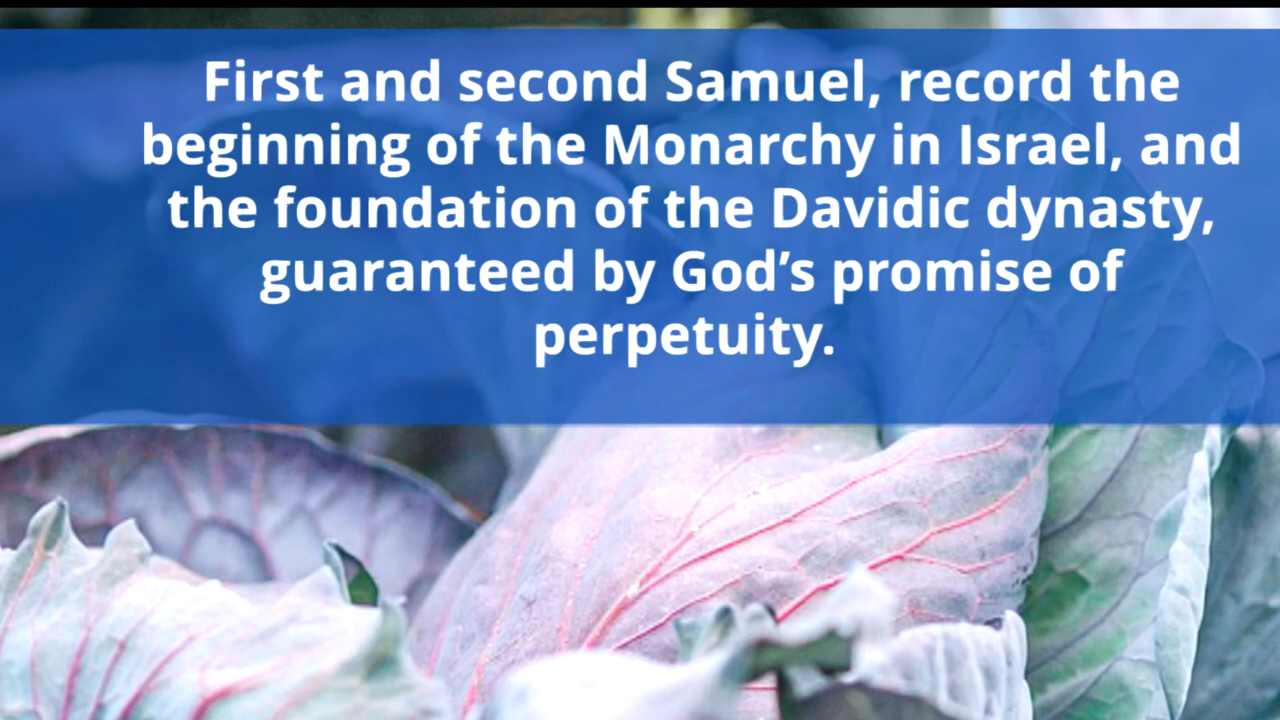 First and second Samuel, record the
beginning of the Monarchy in Israel, and
the foundation of the Davidic dynasty,
guaranteed by God’s promise of
perpetuity.